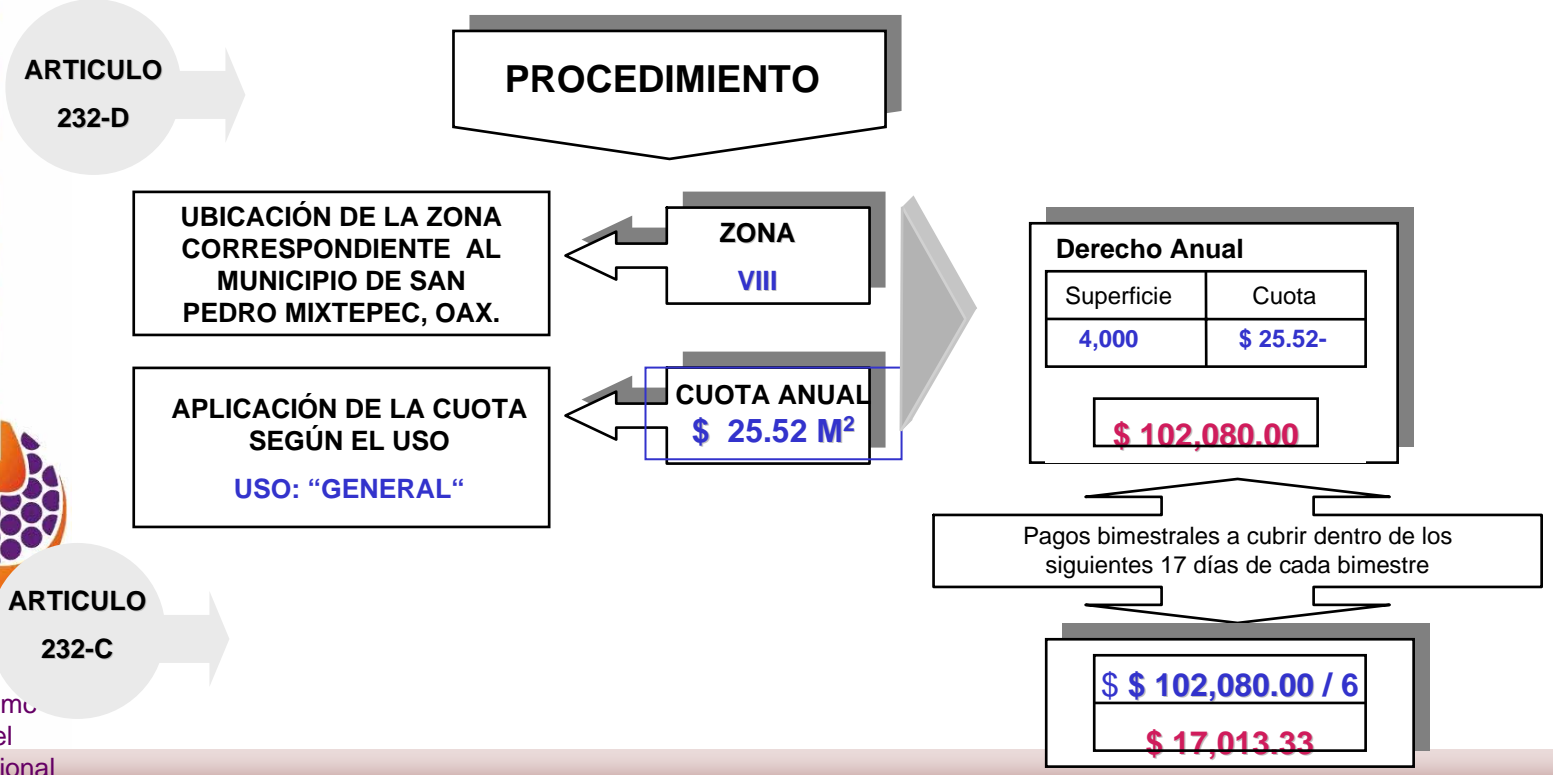 ARTICULO
232-D
PROCEDIMIENTO
UBICACIÓN DE LA ZONA
CORRESPONDIENTE AL
MUNICIPIO DE SAN
PEDRO MIXTEPEC, OAX.
ZONA
VIII
APLICACIÓN DE LA CUOTA
SEGÚN EL USO
USO: “GENERAL“
CUOTA ANUAL
$ 25.52 M²
Derecho Anual
Superficie Cuota
4,000 $ 25.52-
$ 102,080.00
Pagos bimestrales a cubrir dentro de los
siguientes 17 días de cada bimestre
ARTICULO
232-C
$ $ 102,080.00 / 6
$ 17,013.33